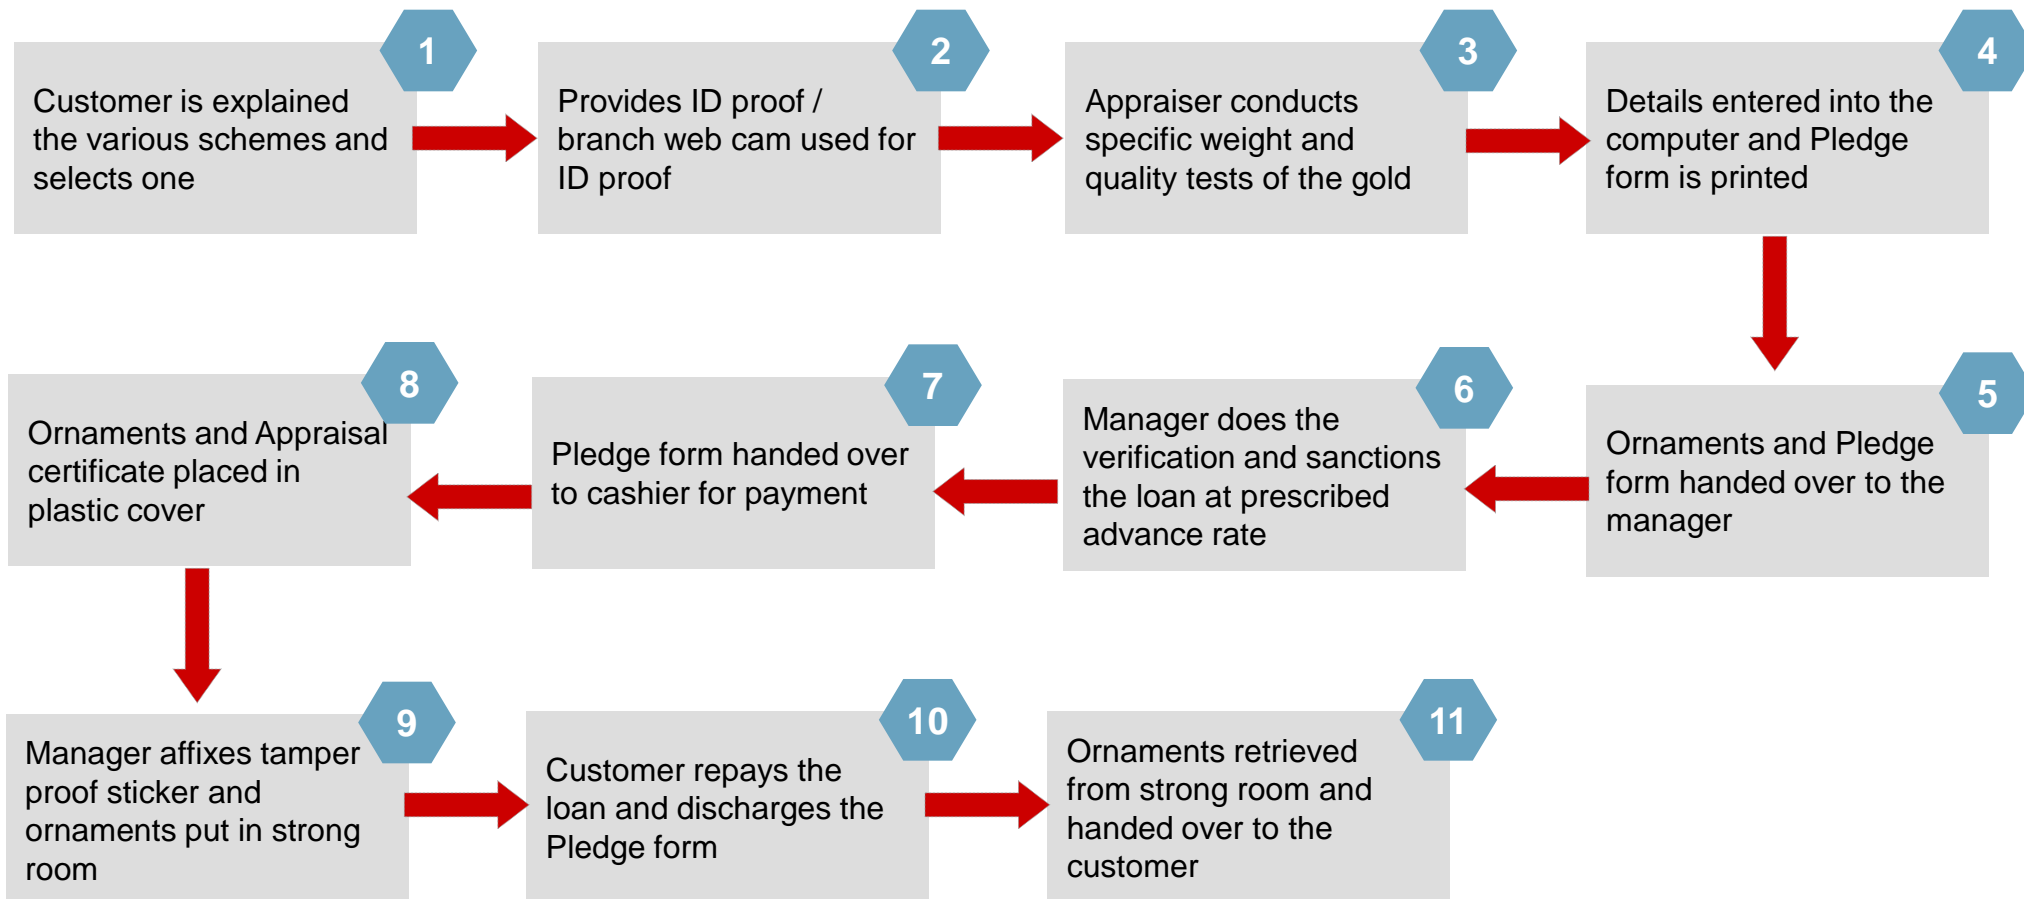 1
Customer is explained
the various schemes and
selects one
2
Provides ID proof /
branch web cam used for
ID proof
3
Appraiser conducts
specific weight and
quality tests of the gold
4
Details entered into the
computer and Pledge
form is printed
5
Ornaments and Pledge
form handed over to the
manager
6
Manager does the
verification and sanctions
the loan at prescribed
advance rate
7
Pledge form handed over
to cashier for payment
8
Ornaments and Appraisal
certificate placed in
plastic cover
9
Manager affixes tamper
proof sticker and
ornaments put in strong
room
10
Customer repays the
loan and discharges the
Pledge form
11
Ornaments retrieved
from strong room and
handed over to the
customer